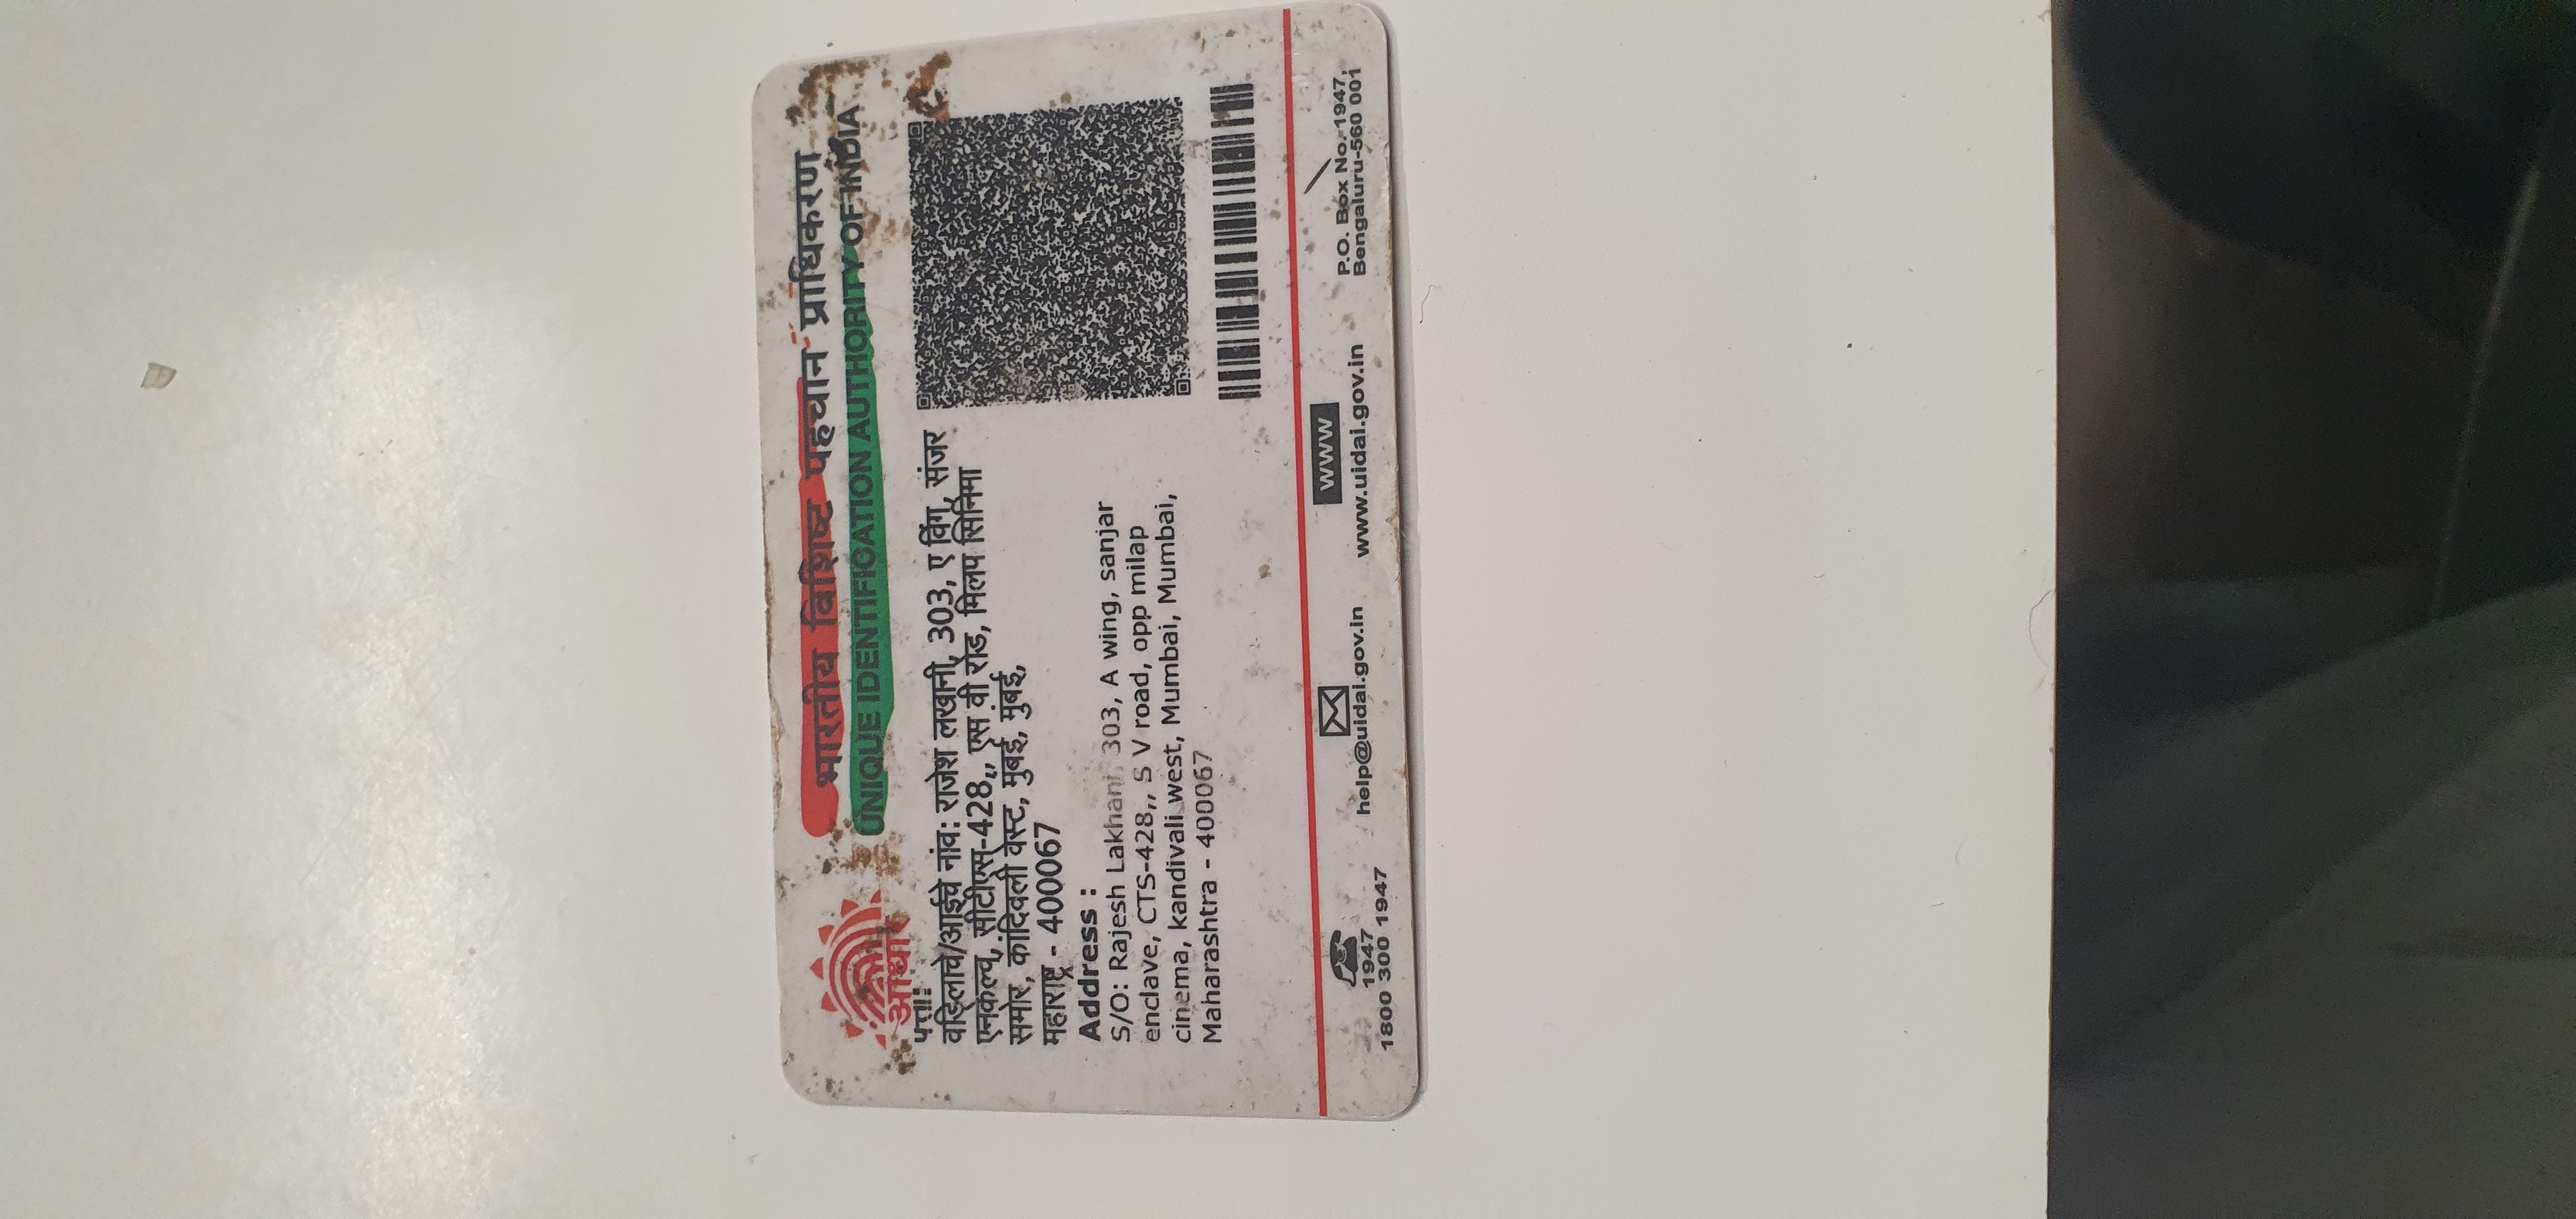 भारतीय विशिष्ट पहचान प्राधिकरण
UNIQUE IDENTIFICATION AUTHORITY OF INDIA
आधार
पत्ता:
वडिलांचे/आईचे नांव: राजेश लखानी, 303, ए विंग, संजर
एनक्लेव, सीटीएस-428,, एस वी रोड, मिलप सिनिमा
समोर, कांदिवली वेस्ट, मुंबई, मुंबई,
महाराष्ट्र - 400067
Address :
S/O: Rajesh Lakhani, 303, A wing, sanjar
enclave, CTS-428,, S V road, opp milap
cinema, kandivali west, Mumbai, Mumbai,
Maharashtra - 400067
1947
1800 300 1947
help@uidai.gov.in
WWW
www.uidai.gov.in
P.O. Box No. 1947,
Bengaluru-560 001